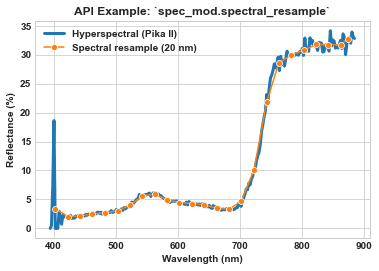 API Example: `spec_mod.spectral_resample`
Hyperspectral (Pika II)
Spectral resample (20 nm)
Reflectance (%)
35
30
25
20
15
10
5
0
400
500
600
700
800
900
Wavelength (nm)